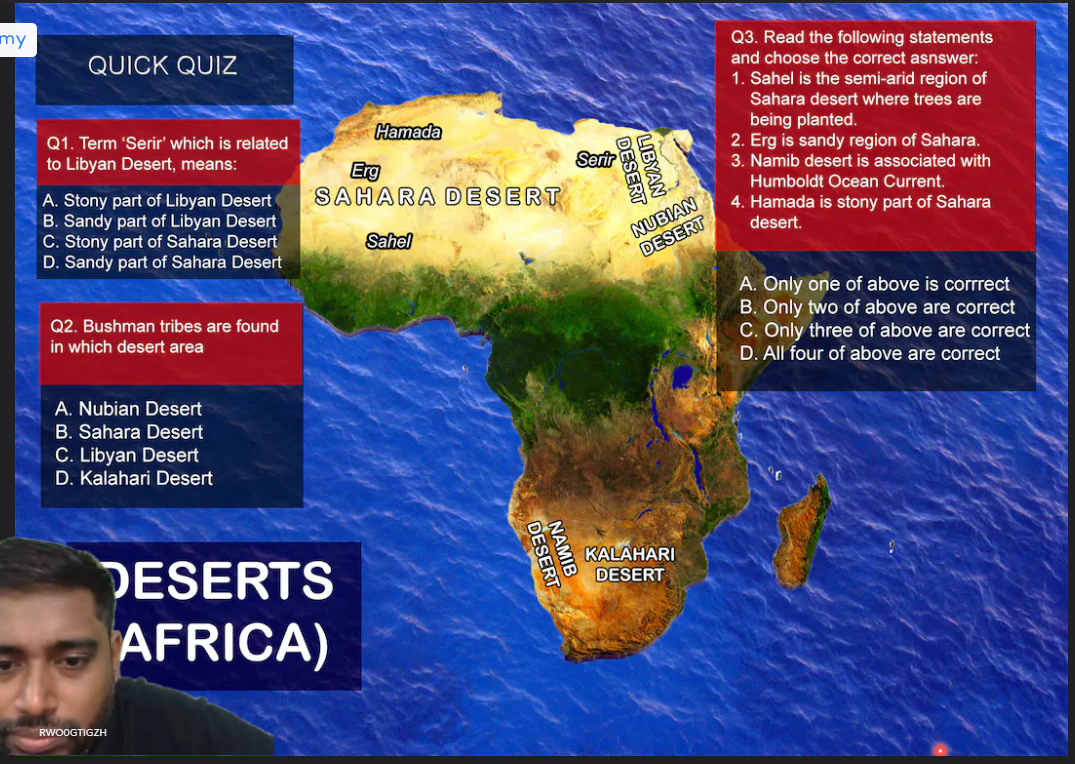 my
QUICK QUIZ
Q1. Term ‘Serir’ which is related
to Libyan Desert, means:
A. Stony part of Libyan Desert
B. Sandy part of Libyan Desert
C. Stony part of Sahara Desert
D. Sandy part of Sahara Desert
Q2. Bushman tribes are found
in which desert area
A. Nubian Desert
B. Sahara Desert
C. Libyan Desert
D. Kalahari Desert
DESERTS
AFRICA)
RWO0GTIGZH
Hamada
Erg
Serir
LIBYAN
DESERT
SAHARA DESERT
NUBIAN
DESERT
Sahel
NAMIB
DESERT
KALAHARI
DESERT
Q3. Read the following statements
and choose the correct asnswer:
1. Sahel is the semi-arid region of
Sahara desert where trees are
being planted.
2. Erg is sandy region of Sahara.
3. Namib desert is associated with
Humboldt Ocean Current.
4. Hamada is stony part of Sahara
desert.
A. Only one of above is corrrect
B. Only two of above are correct
C. Only three of above are correct
D. All four of above are correct